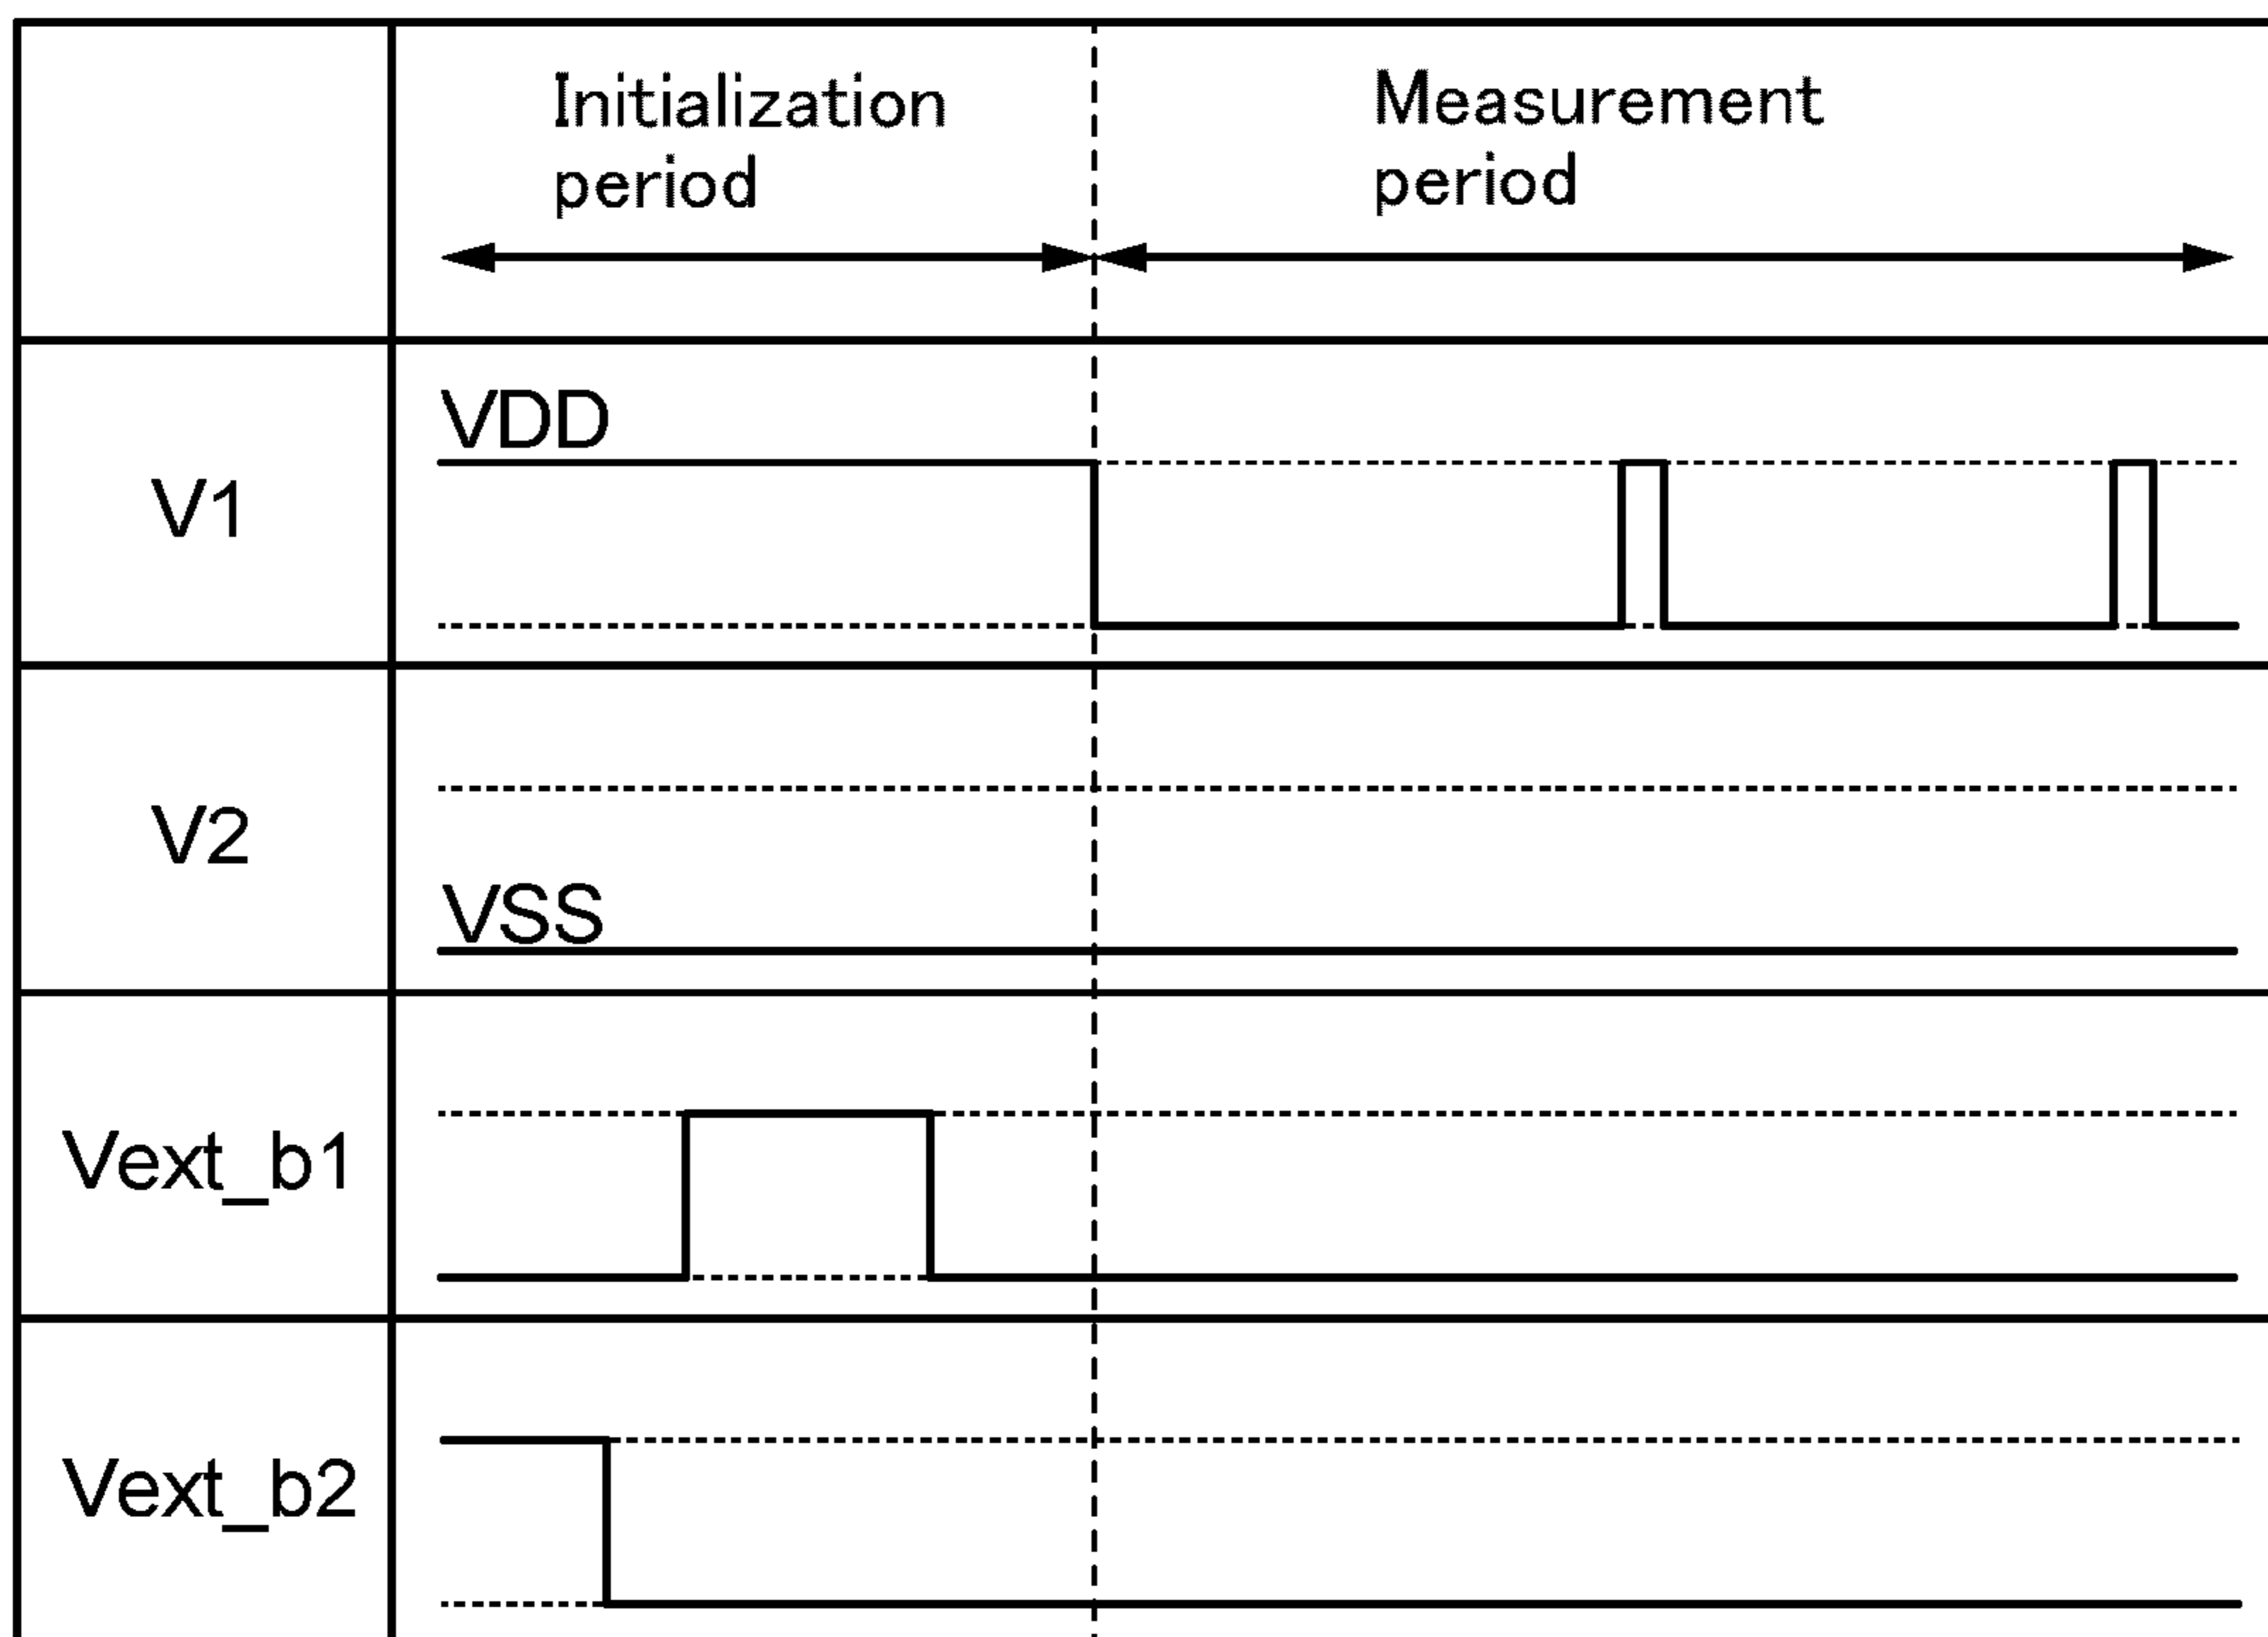 Initialization
period
Measurement
period
VDD
V1
V2
VSS
Vext_b1
Vext_b2